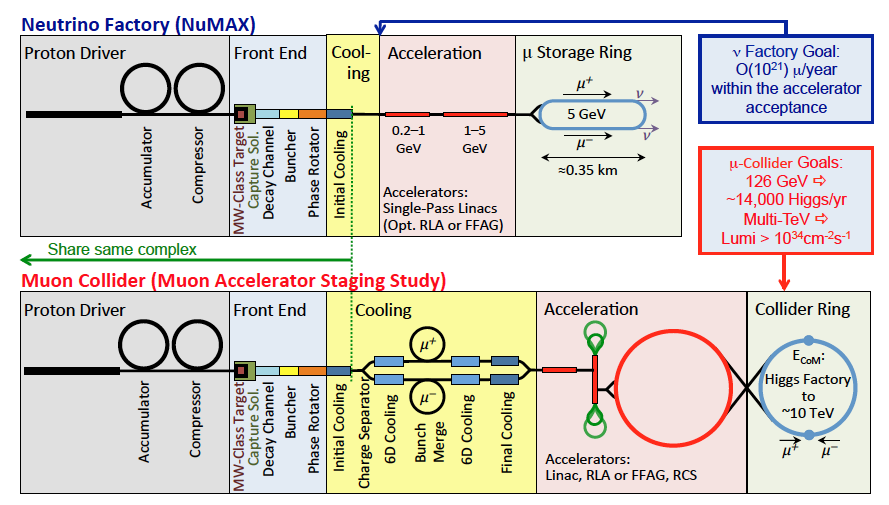 Neutrino Factory (NuMAX)
Proton Driver
Front End
Cool-
ing
Acceleration
μ Storage Ring
Accumulator
Compressor
MW-Class Target
Capture Sol.
Decay Channel
Buncher
Phase Rotator
Initial Cooling
0.2–1
GeV
1–5
GeV
Accelerators:
Single-Pass Linacs
(Opt. RLA or FFAG)
μ+
ν
5 GeV
μ−
ν
≈0.35 km
ν Factory Goal:
O(10²¹) μ/year
within the accelerator
acceptance
μ-Collider Goals:
126 GeV ⇨
~14,000 Higgs/yr
Multi-TeV ⇨
Lumi > 10³⁴cm⁻²s⁻¹
Share same complex
Muon Collider (Muon Accelerator Staging Study)
Proton Driver
Front End
Cooling
Acceleration
Collider Ring
Accumulator
Compressor
MW-Class Target
Capture Sol.
Decay Channel
Buncher
Phase Rotator
Initial Cooling
Charge Separator
6D Cooling
μ+
μ−
Bunch
Merge
6D Cooling
Final Cooling
Accelerators:
Linac, RLA or FFAG, RCS
ECoM:
Higgs Factory
to
~10 TeV
μ+ μ−